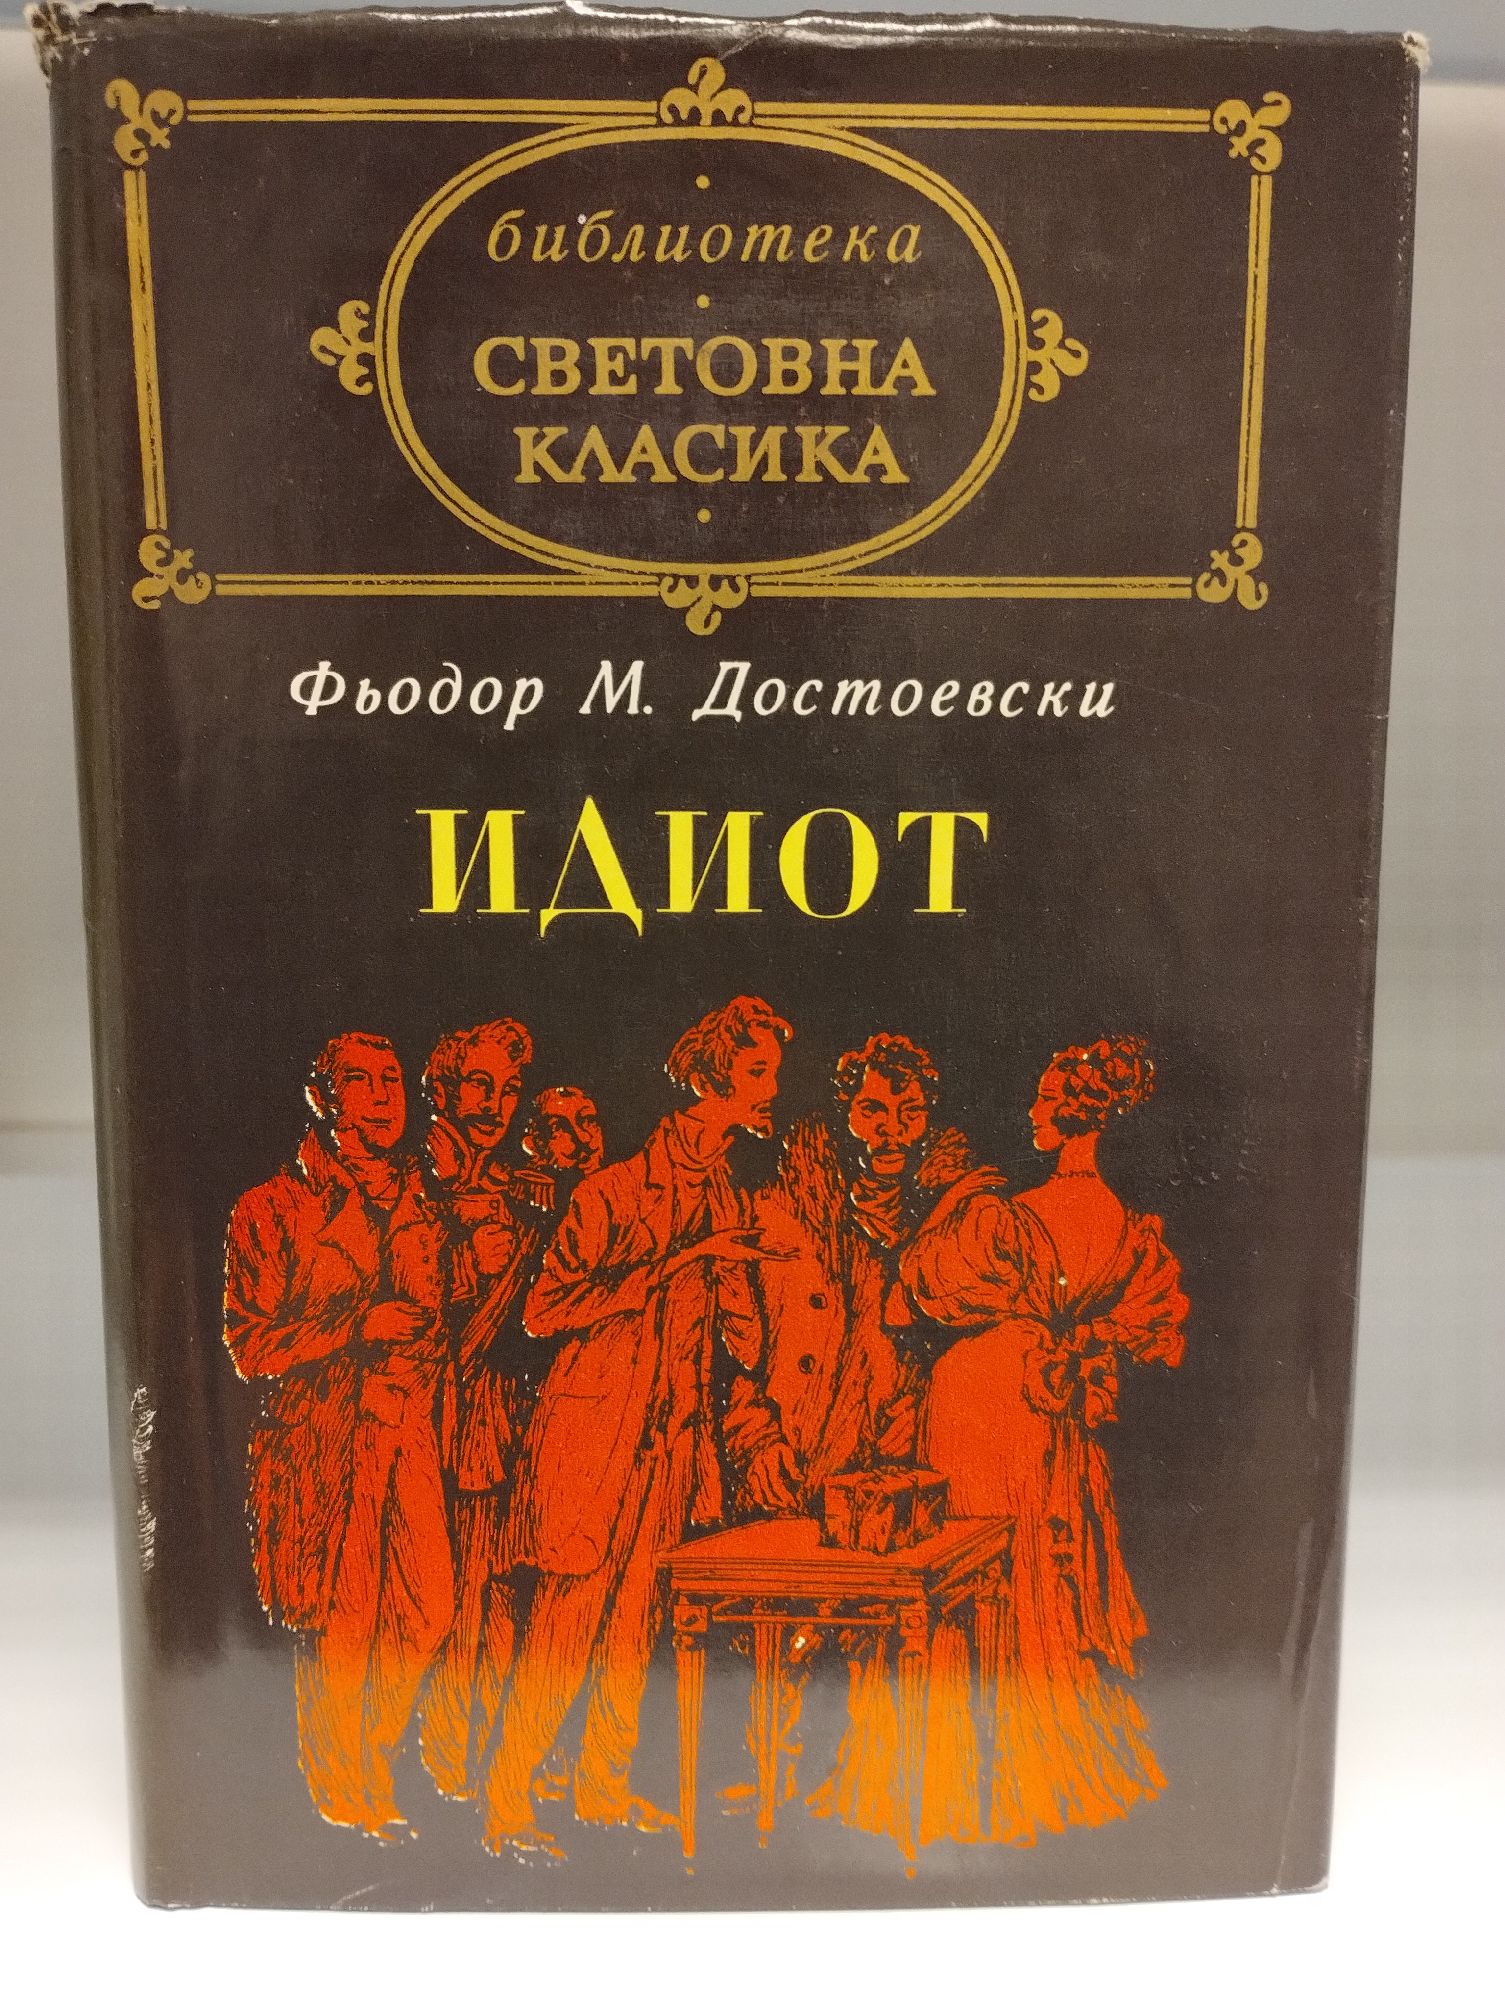 библиотека
СВЕТОВНА
КЛАСИКА
Фьодор М. Достоевски
ИДИОТ